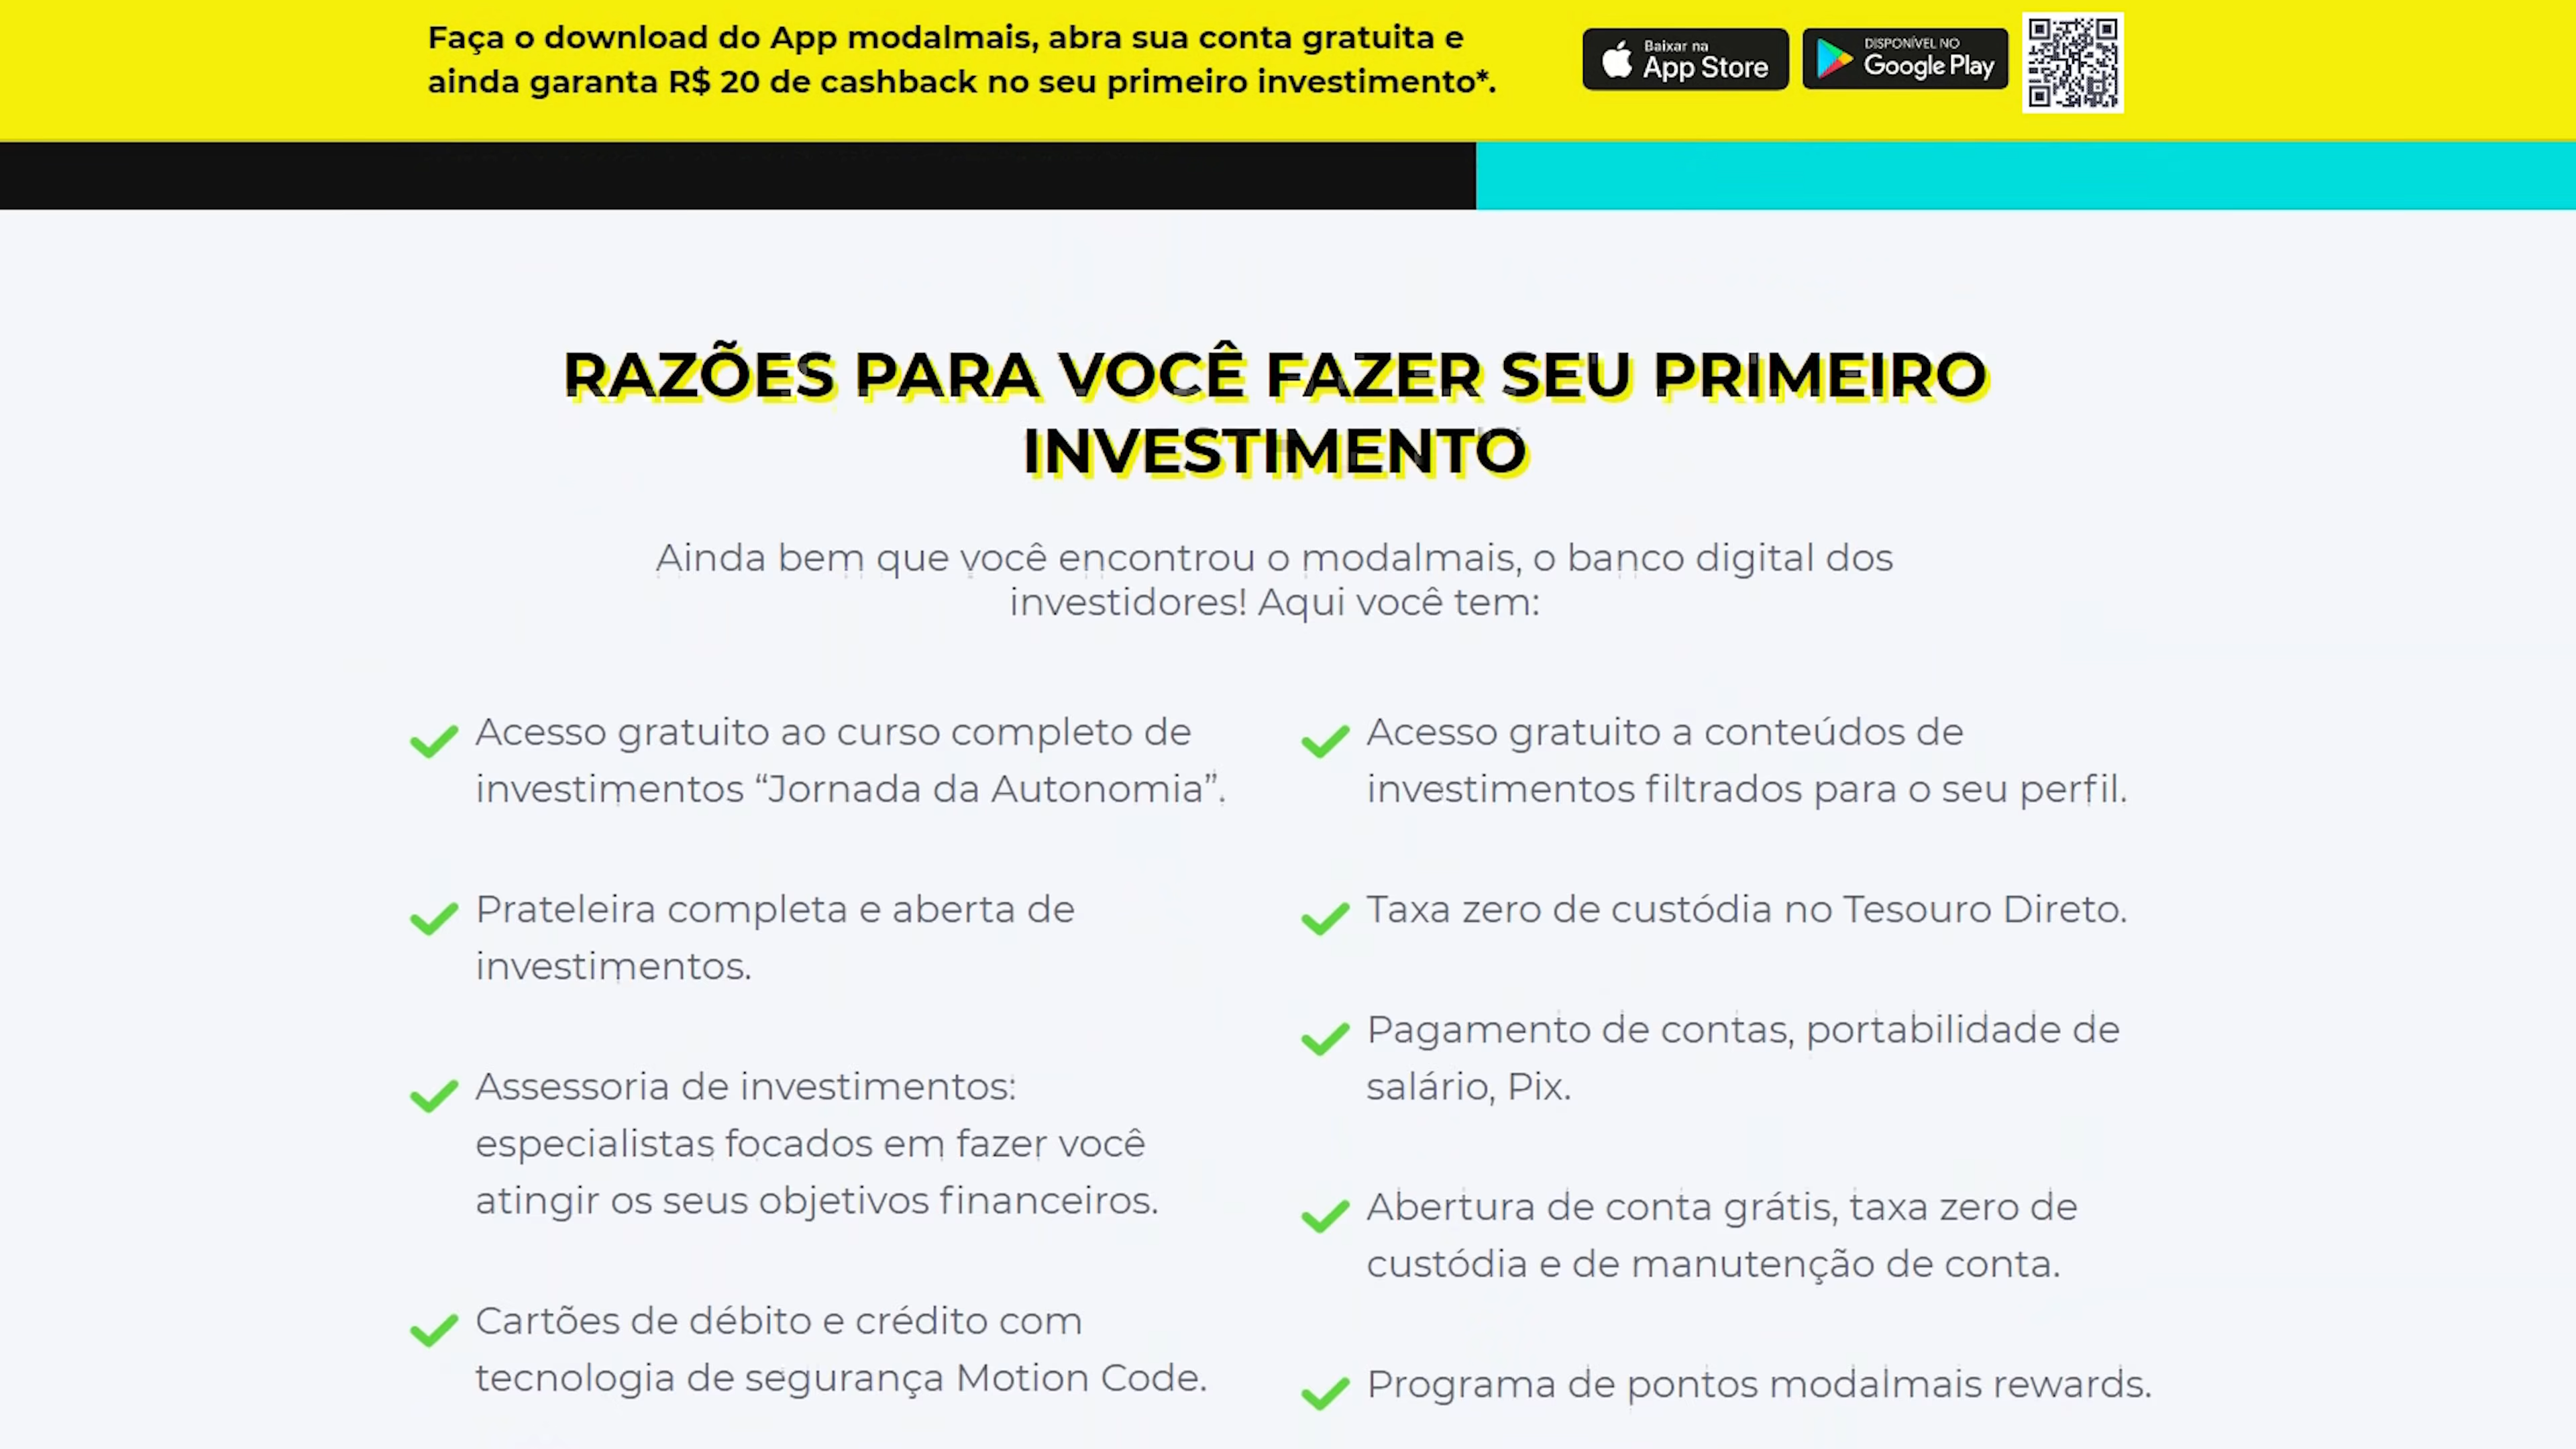 Faça o download do App modalmais, abra sua conta gratuita e
ainda garanta R$ 20 de cashback no seu primeiro investimento*.
Baixar na
App Store
DISPONÍVEL NO
Google Play
RAZÕES PARA VOCÊ FAZER SEU PRIMEIRO
INVESTIMENTO
Ainda bem que você encontrou o modalmais, o banco digital dos
investidores! Aqui você tem:
Acesso gratuito ao curso completo de
investimentos “Jornada da Autonomia”.
Prateleira completa e aberta de
investimentos.
Assessoria de investimentos:
especialistas focados em fazer você
atingir os seus objetivos financeiros.
Cartões de débito e crédito com
tecnologia de segurança Motion Code.
Acesso gratuito a conteúdos de
investimentos filtrados para o seu perfil.
Taxa zero de custódia no Tesouro Direto.
Pagamento de contas, portabilidade de
salário, Pix.
Abertura de conta grátis, taxa zero de
custódia e de manutenção de conta.
Programa de pontos modalmais rewards.